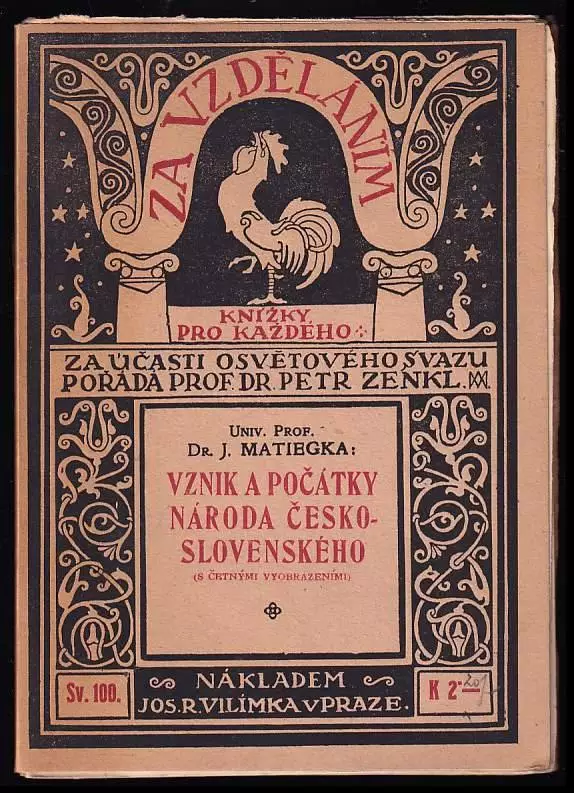 ZA VZDĚLÁNÍM
KNÍŽKY
PRO KAŽDÉHO
ZA ÚČASTI OSVĚTOVÉHO SVAZU
POŘÁDÁ PROF. DR. PETR ZENKL.
UNIV. PROF.
DR. J. MATIEGKA:
VZNIK A POČÁTKY
NÁRODA ČESKO-
SLOVENSKÉHO
(S ČETNÝMI VYOBRAZENÍMI)
Sv. 100.
NÁKLADEM
JOS. R. VILÍMKA V PRAZE.
K 2·—